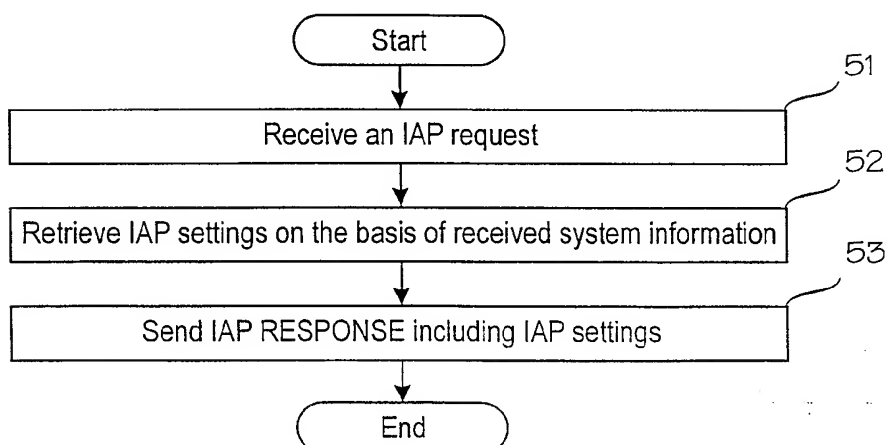 Start
51
Receive an IAP request
52
Retrieve IAP settings on the basis of received system information
53
Send IAP RESPONSE including IAP settings
End